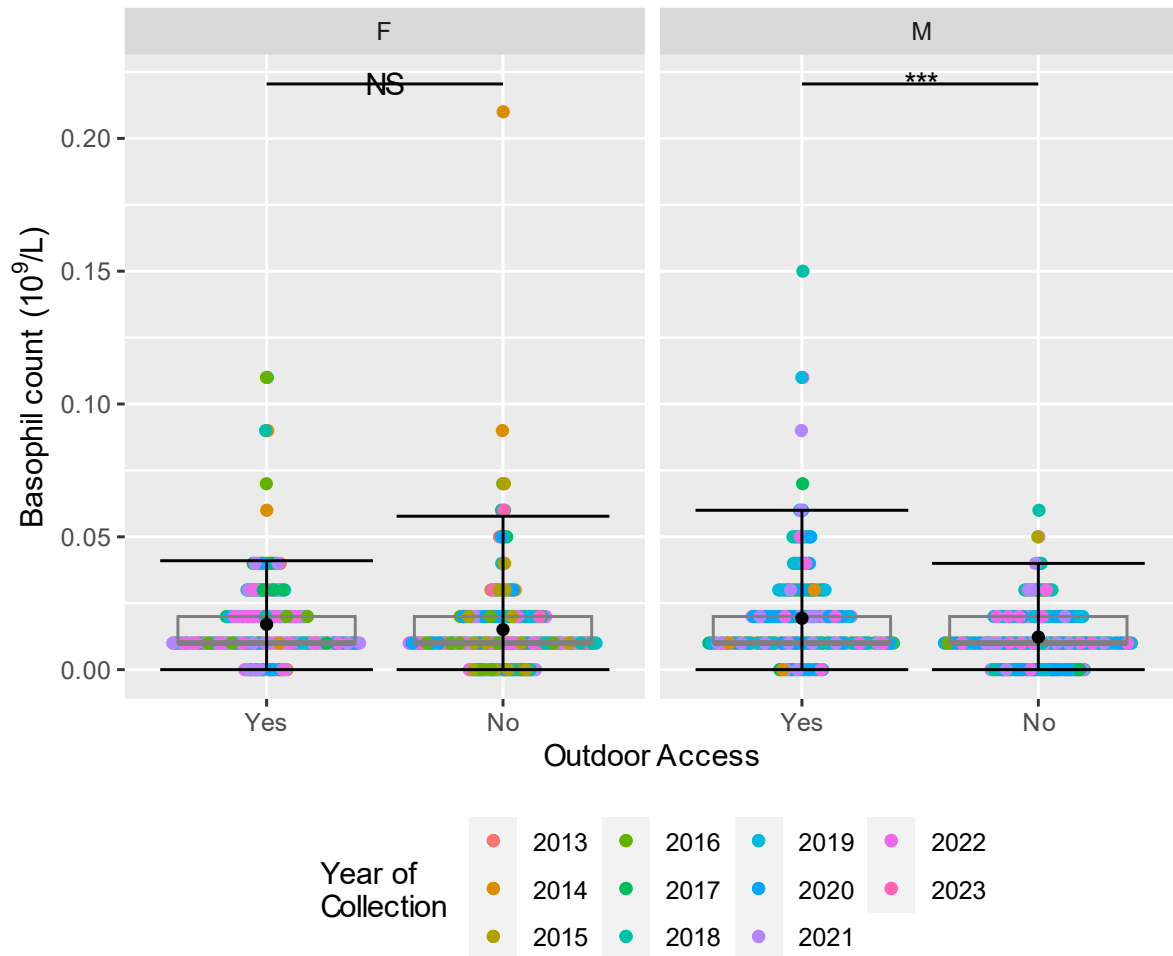 F
M
NS
***
0.20
0.15
0.10
0.05
0.00
Basophil count (10⁹/L)
Yes
No
Yes
No
Outdoor Access
Year of
Collection
2013
2016
2019
2022
2014
2017
2020
2023
2015
2018
2021